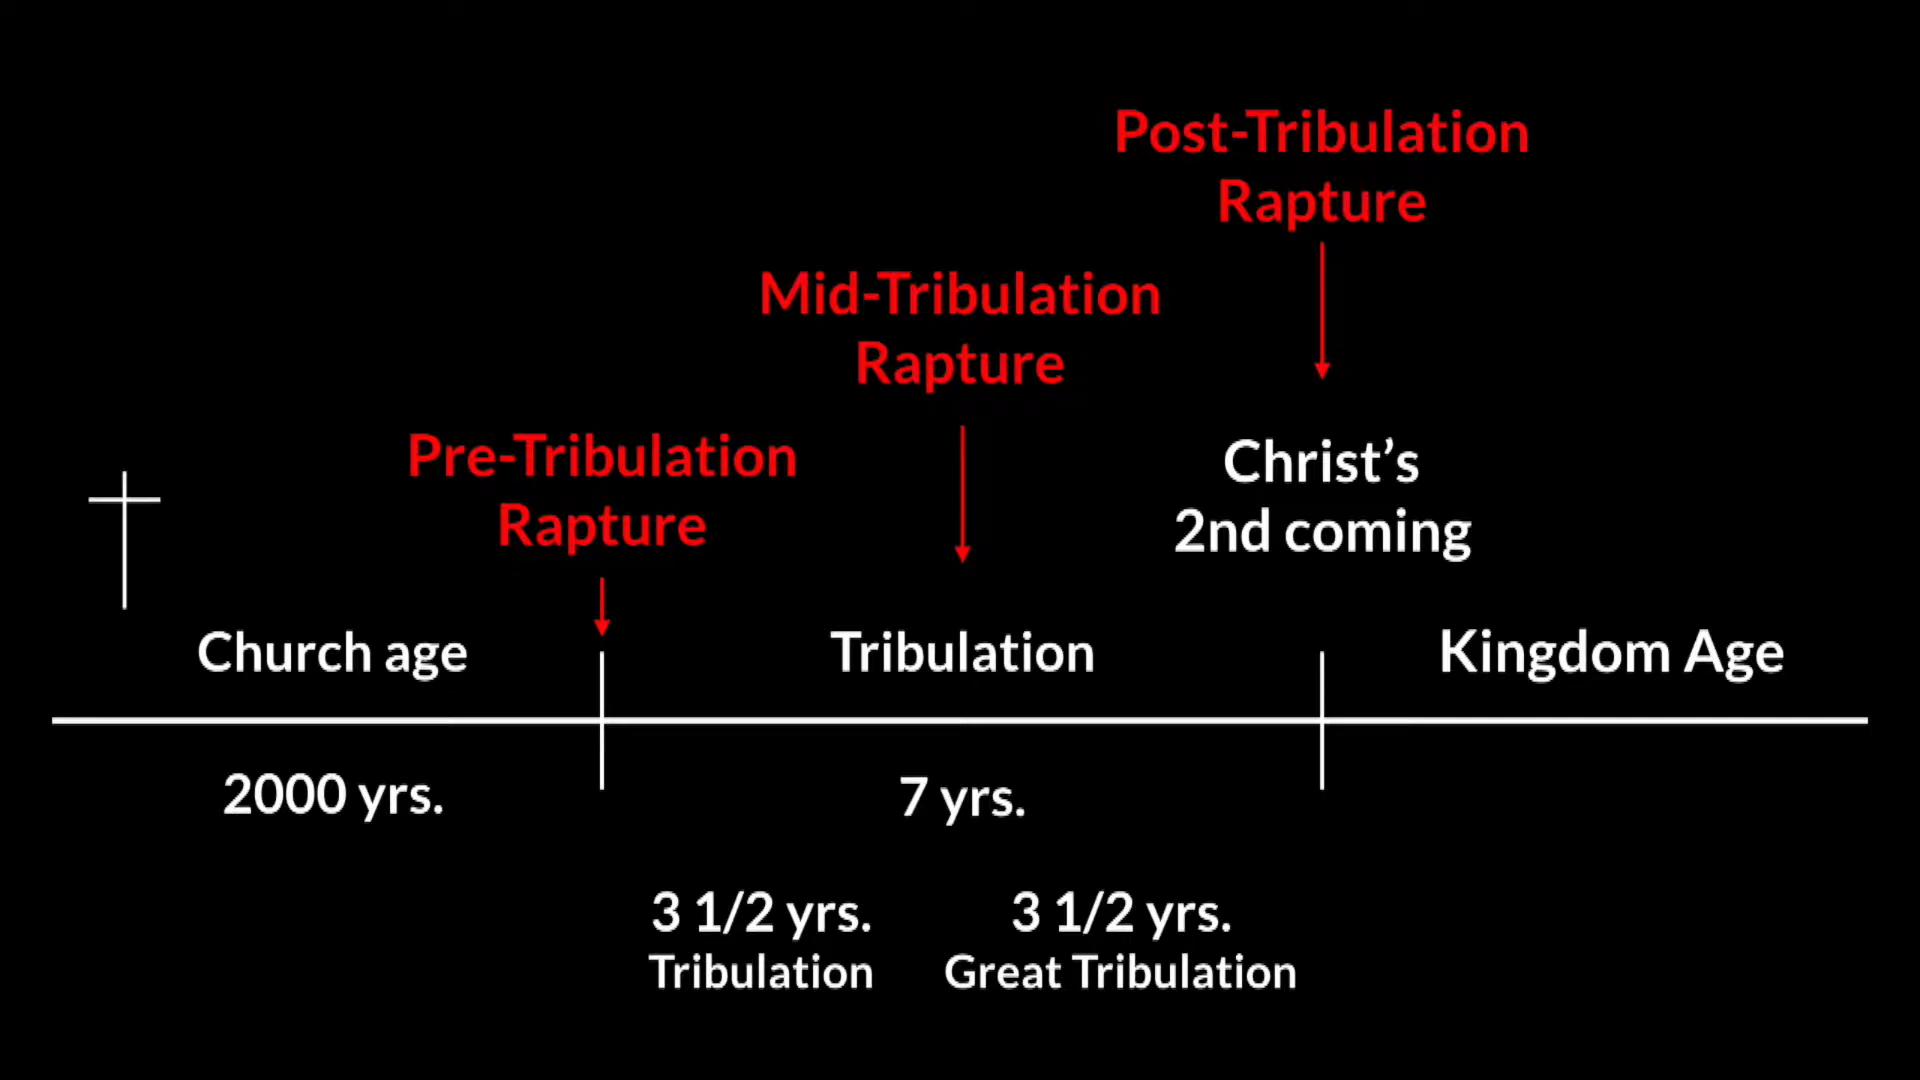 Post-Tribulation
Rapture
Mid-Tribulation
Rapture
Pre-Tribulation
Rapture
Christ’s
2nd coming
Church age
Tribulation
Kingdom Age
2000 yrs.
7 yrs.
3 1/2 yrs.
Tribulation
3 1/2 yrs.
Great Tribulation